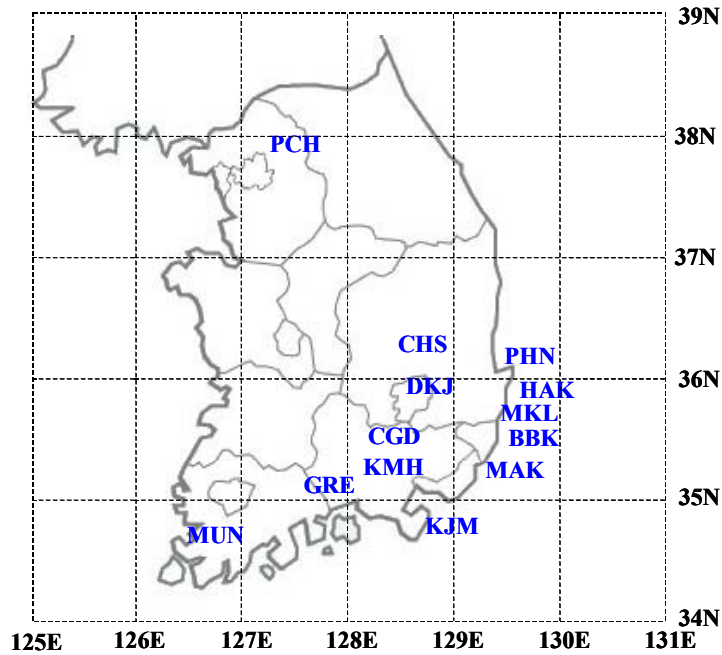 39N
PCH
38N
37N
CHS
PHN
36N
DKJ
HAK
MKL
CGD
BBK
KMH
MAK
GRE
35N
KJM
MUN
34N
125E 126E 127E 128E 129E 130E 131E